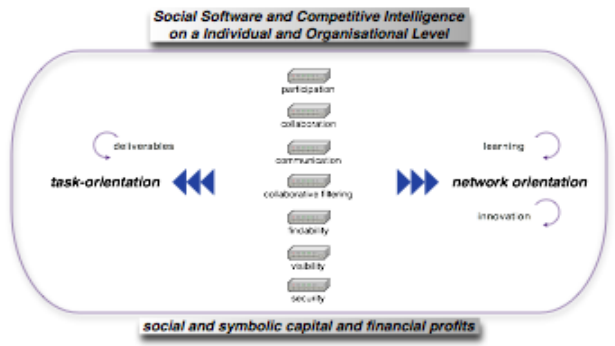 Social Software and Competitive Intelligence
on a Individual and Organisational Level
participation
collaboration
deliverables
communication
learning
task-orientation
collaborative filtering
network orientation
findability
innovation
visibility
security
social and symbolic capital and financial profits